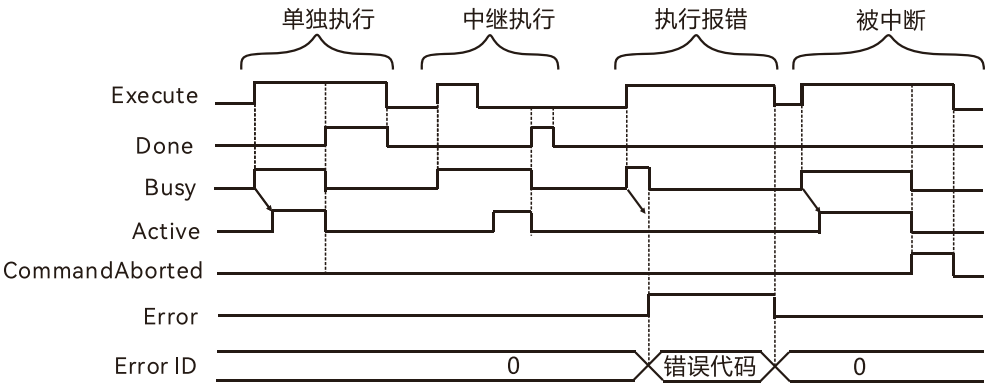 单独执行 中继执行 执行报错 被中断
Execute
Done
Busy
Active
CommandAborted
Error
Error ID 0 错误代码 0